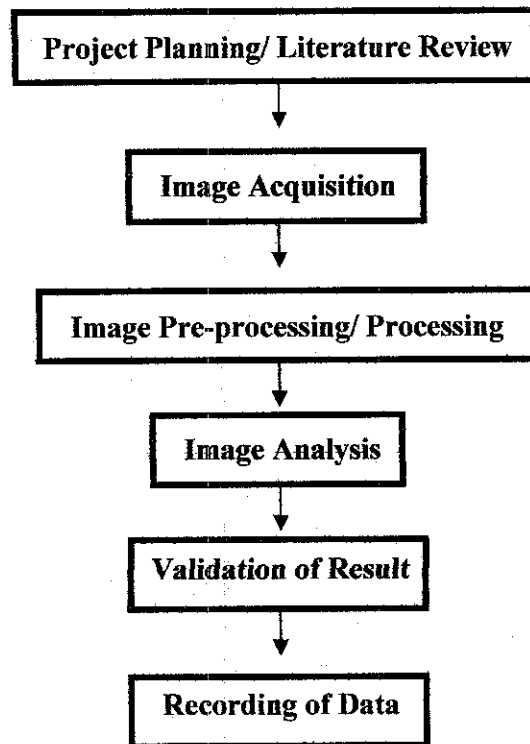 Project Planning/ Literature Review
Image Acquisition
Image Pre-processing/ Processing
Image Analysis
Validation of Result
Recording of Data